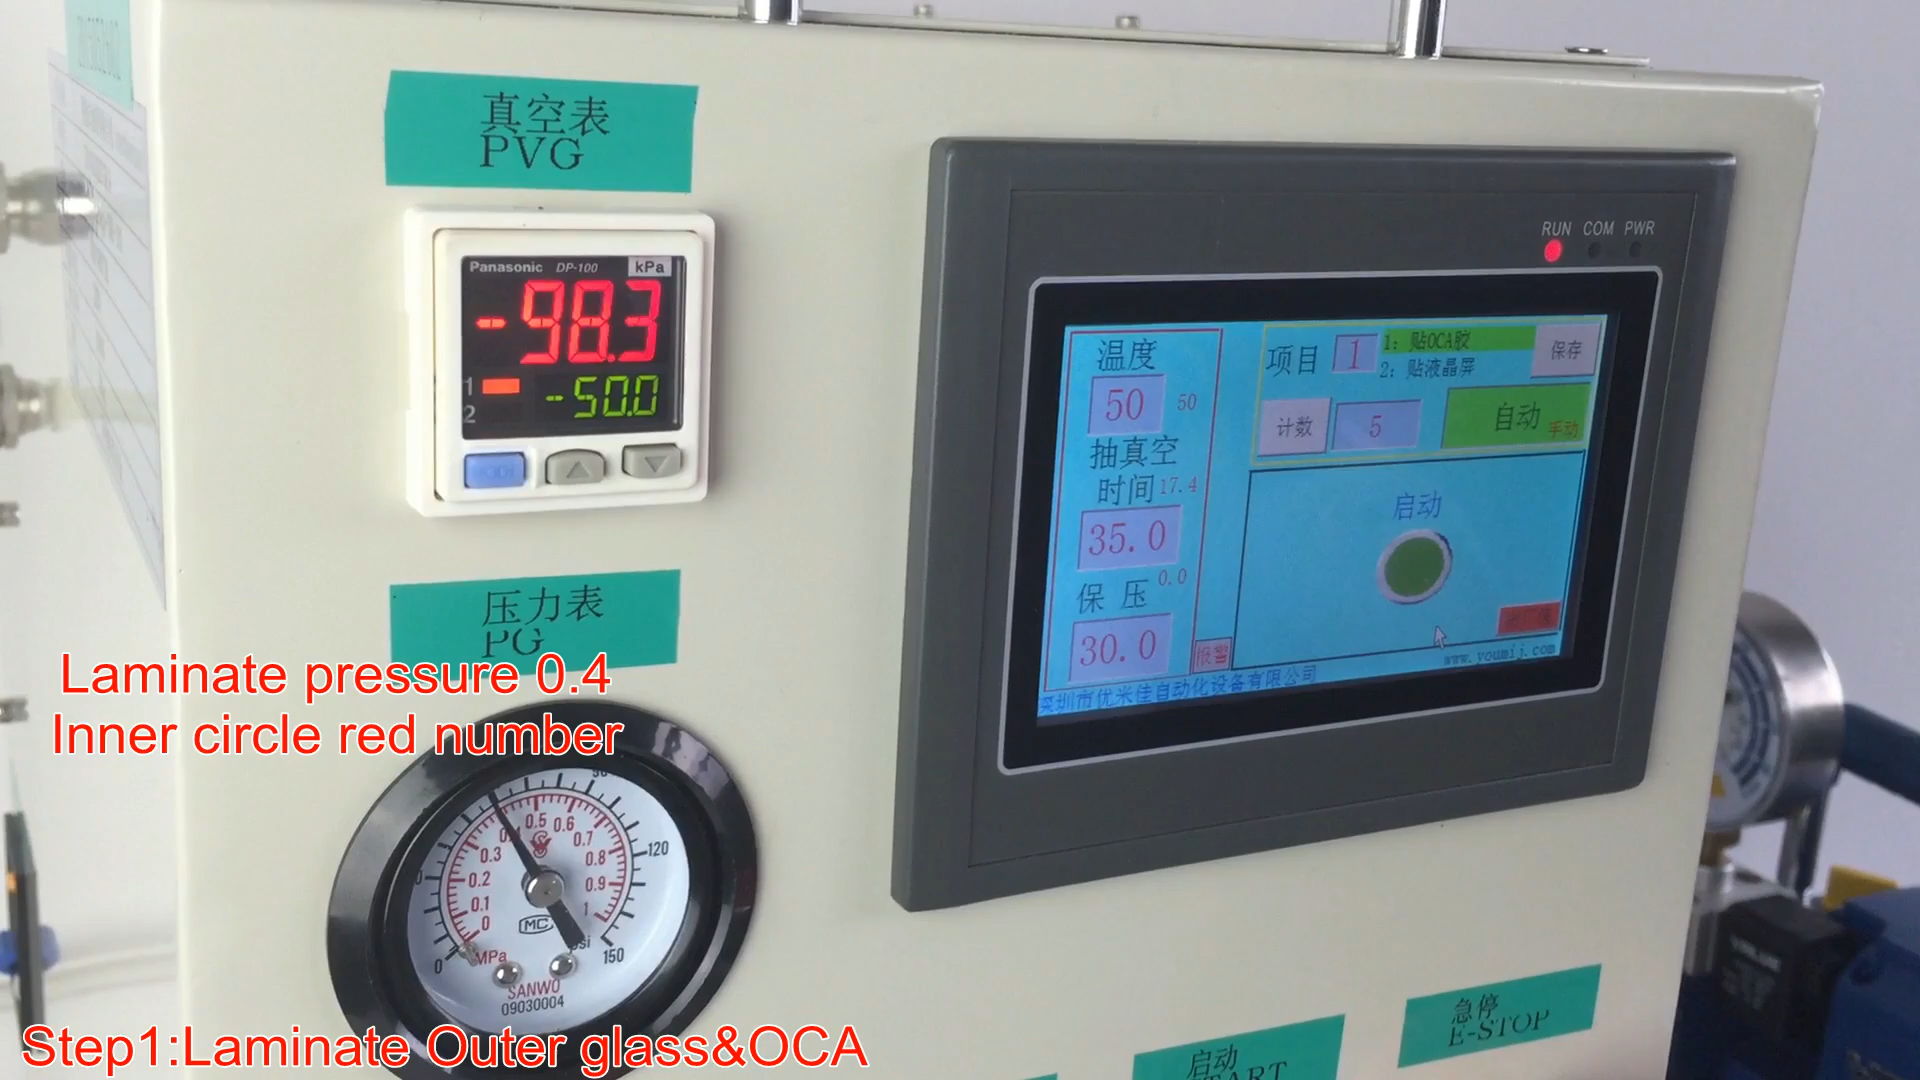 真空表
PVG
Panasonic DP-100 kPa
-98.3
1
-50.0
2
压力表
PG
Laminate pressure 0.4
Inner circle red number
0
0.1
0.2
0.3
0.5
0.6
0.7
0.8
0.9
1
0
120
150
MPa
MC
SANWO
09030004
RUN COM PWR
温度
50 50
抽真空
时间 17.4
35.0
保压 0.0
30.0
报警
项目 1
1: 贴OCA胶
2: 贴液晶屏
保存
计数 5
自动
手动
启动
www.youmij.com
深圳市优米佳自动化设备有限公司
急停
E-STOP
启动
START
Step1:Laminate Outer glass&OCA